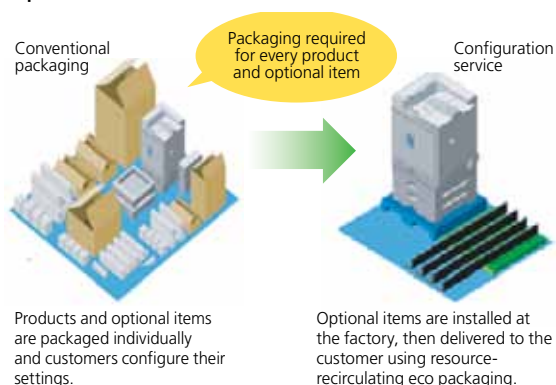 Conventional
packaging
Packaging required
for every product
and optional item
Configuration
service
Products and optional items
are packaged individually
and customers configure their
settings.
Optional items are installed at
the factory, then delivered to the
customer using resource-
recirculating eco packaging.